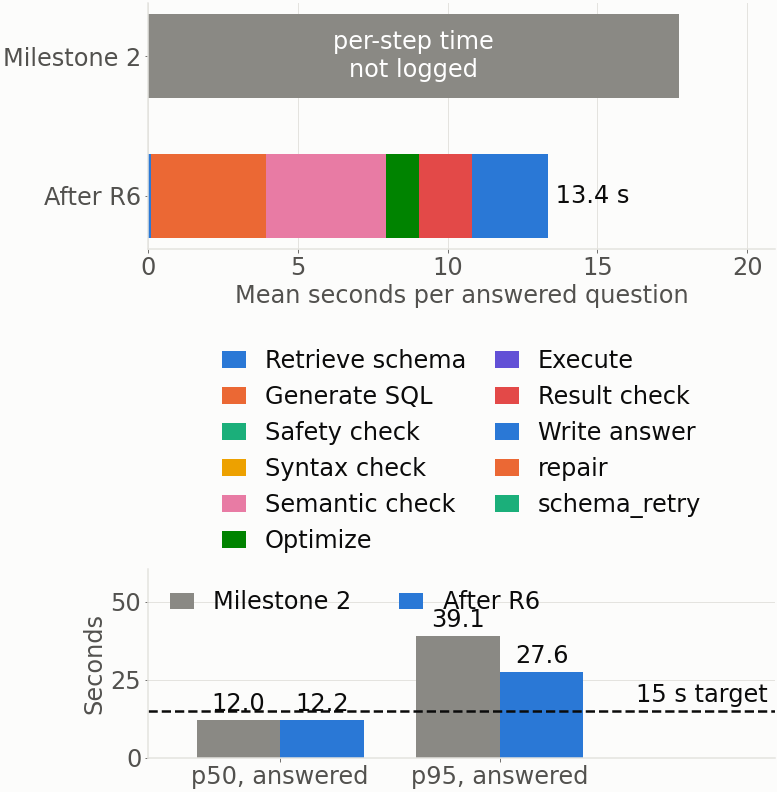 Milestone 2
per-step time
not logged
After R6
13.4 s
0 5 10 15 20
Mean seconds per answered question
Retrieve schema
Generate SQL
Safety check
Syntax check
Semantic check
Optimize
Execute
Result check
Write answer
repair
schema_retry
Milestone 2 After R6
Seconds
50
25
0
12.0 12.2
39.1
27.6
15 s target
p50, answered p95, answered